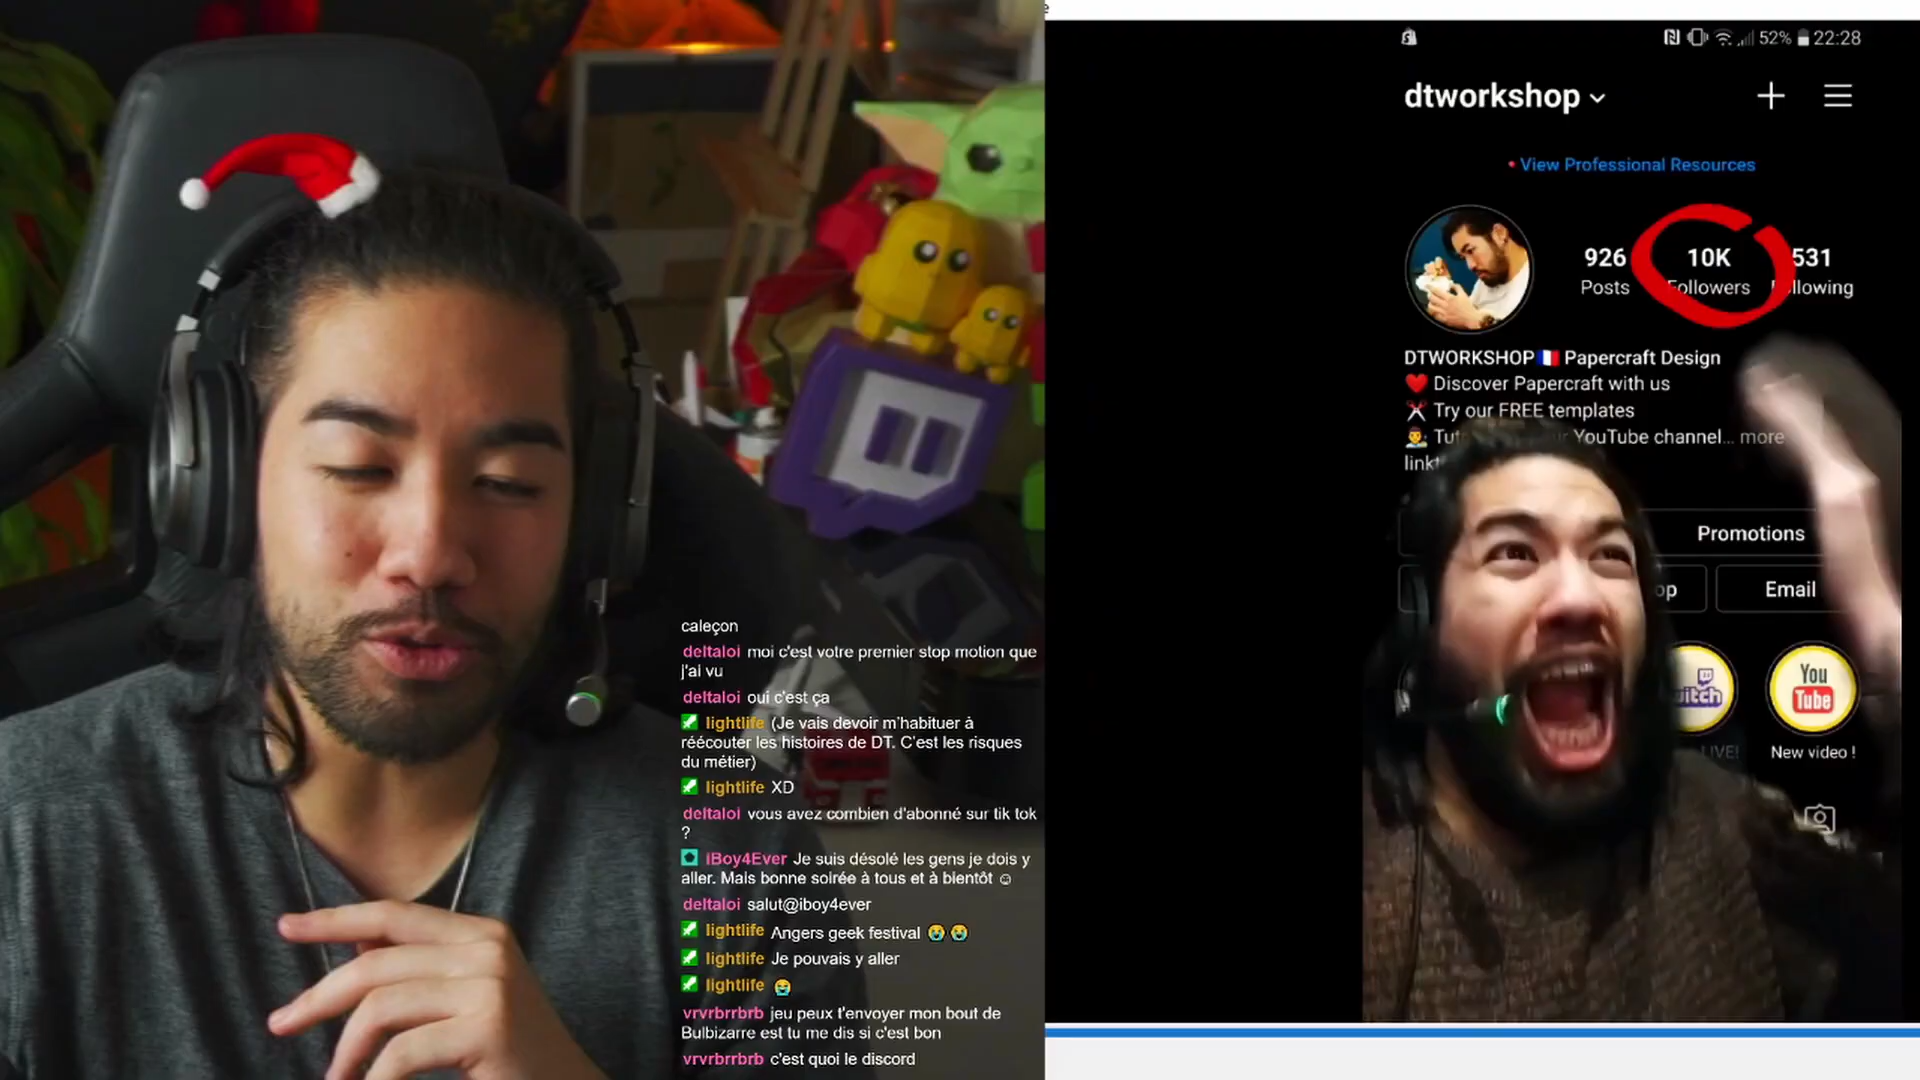 caleçon
deltaloi moi c'est votre premier stop motion que
j'ai vu
deltaloi oui c'est ça
lightlife (Je vais devoir m'habituer à
réécouter les histoires de DT. C'est les risques
du métier)
lightlife XD
deltaloi vous avez combien d'abonné sur tik tok
?
iBoy4Ever Je suis désolé les gens je dois y
aller. Mais bonne soirée à tous et à bientôt ☺
deltaloi salut@iboy4ever
lightlife Angers geek festival 😭 😭
lightlife Je pouvais y aller
lightlife 😭
vrvrbrrbrb jeu peux t'envoyer mon bout de
Bulbizarre est tu me dis si c'est bon
vrvrbrrbrb c'est quoi le discord
52% 22:28
dtworkshop
• View Professional Resources
926 10K 531
Posts Followers Following
DTWORKSHOP🇫🇷 Papercraft Design
❤️ Discover Papercraft with us
✂️ Try our FREE templates
YouTube channel... more
Promotions
Email
You
Tube
LIVE!
New video !